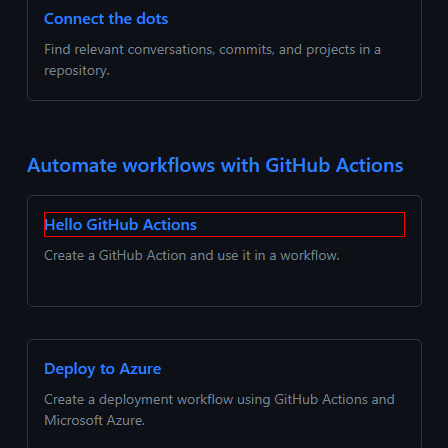 Connect the dots
Find relevant conversations, commits, and projects in a
repository.
Automate workflows with GitHub Actions
Hello GitHub Actions
Create a GitHub Action and use it in a workflow.
Deploy to Azure
Create a deployment workflow using GitHub Actions and
Microsoft Azure.